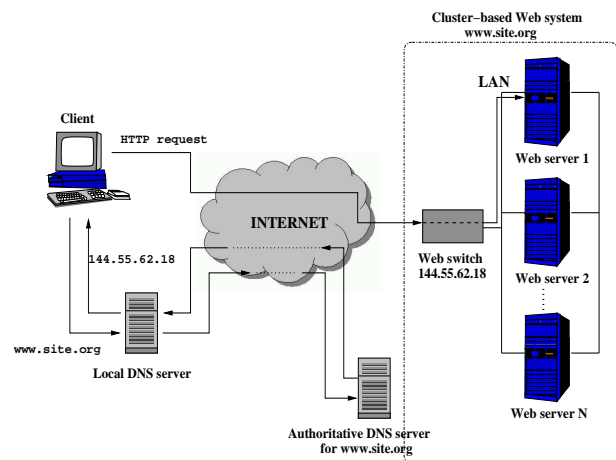 Cluster−based Web system
www.site.org
LAN
Client
HTTP request
Web server 1
INTERNET
Web switch
144.55.62.18
Web server 2
144.55.62.18
www.site.org
Local DNS server
Web server N
Authoritative DNS server
for www.site.org